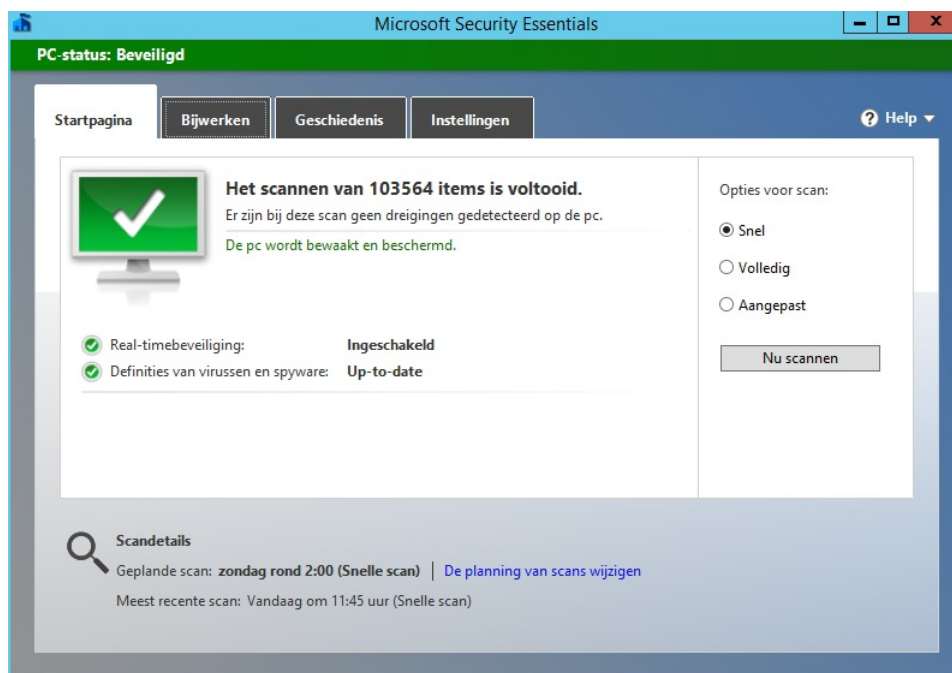 Microsoft Security Essentials
PC-status: Beveiligd
Startpagina Bijwerken Geschiedenis Instellingen Help
Het scannen van 103564 items is voltooid.
Er zijn bij deze scan geen dreigingen gedetecteerd op de pc.
De pc wordt bewaakt en beschermd.
Real-timebeveiliging: Ingeschakeld
Definities van virussen en spyware: Up-to-date
Opties voor scan:
Snel
Volledig
Aangepast
Nu scannen
Scandetails
Geplande scan: zondag rond 2:00 (Snelle scan) | De planning van scans wijzigen
Meest recente scan: Vandaag om 11:45 uur (Snelle scan)